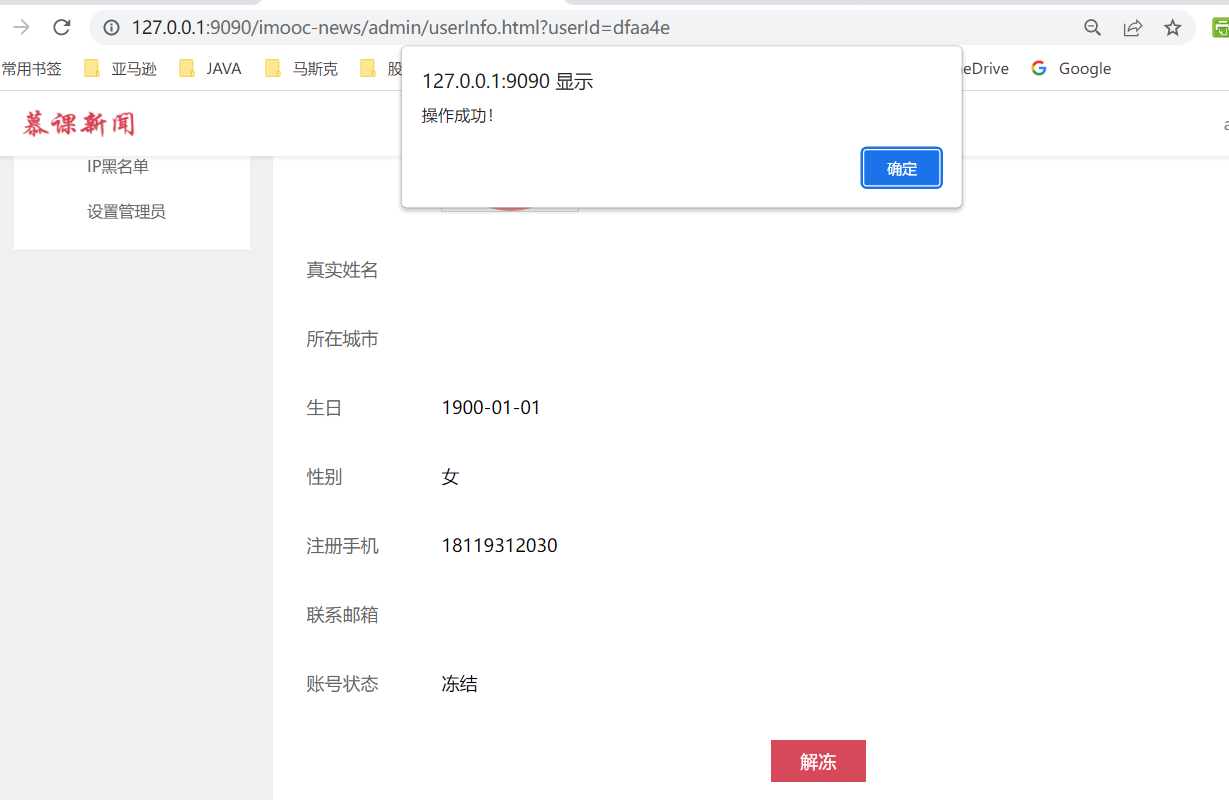 127.0.0.1:9090/imooc-news/admin/userInfo.html?userId=dfaa4e
常用书签 亚马逊 JAVA 马斯克 股 eDrive Google
127.0.0.1:9090 显示
操作成功!
确定
慕课新闻
IP黑名单
设置管理员
真实姓名
所在城市
生日 1900-01-01
性别 女
注册手机 18119312030
联系邮箱
账号状态 冻结
解冻